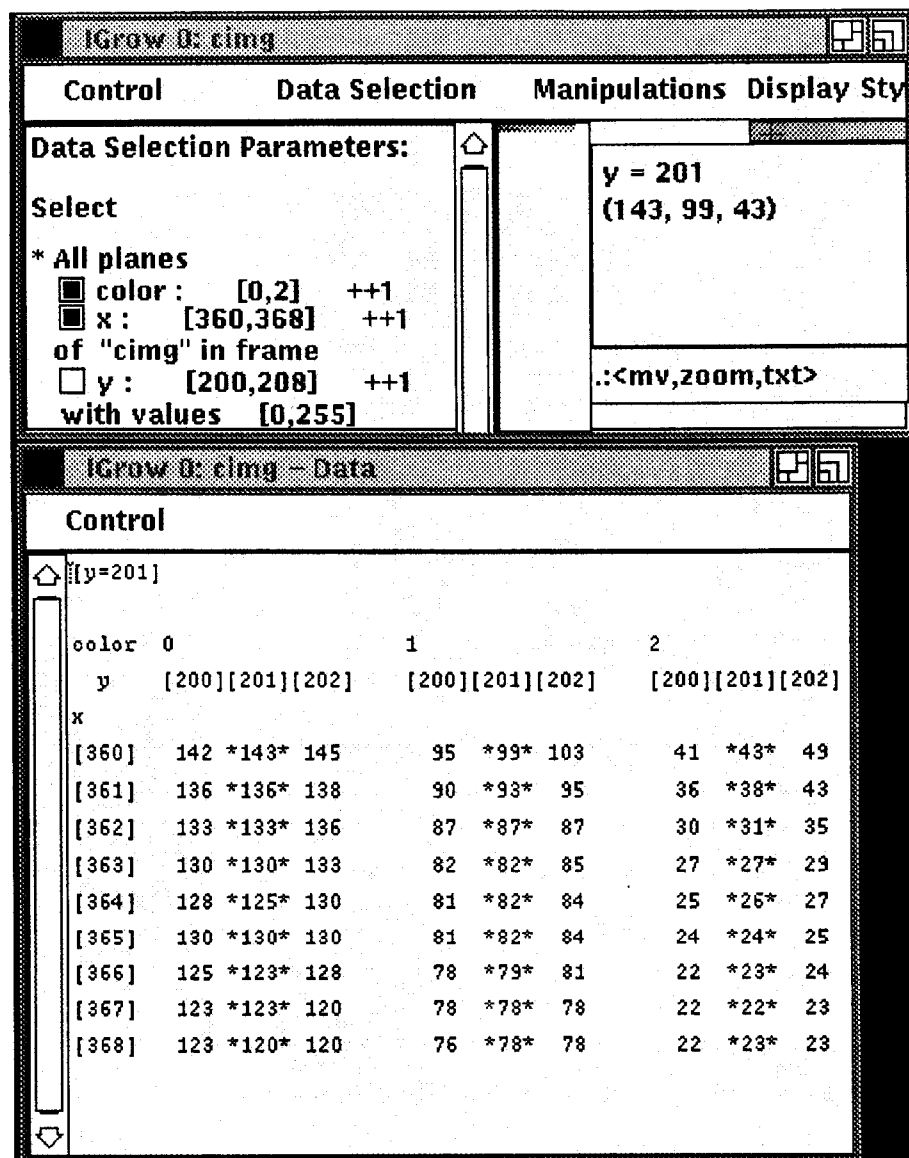 IGrow 0: cimg
Control Data Selection Manipulations Display Sty
Data Selection Parameters:
Select
* All planes
color : [0,2] ++1
x : [360,368] ++1
of "cimg" in frame
y : [200,208] ++1
with values [0,255]
y = 201
(143, 99, 43)
.:<mv,zoom,txt>
IGrow 0: cimg – Data
Control
[y=201]
color 0 1 2
y [200][201][202] [200][201][202] [200][201][202]
x
[360] 142 *143* 145 95 *99* 103 41 *43* 49
[361] 136 *136* 138 90 *93* 95 36 *38* 43
[362] 133 *133* 136 87 *87* 87 30 *31* 35
[363] 130 *130* 133 82 *82* 85 27 *27* 29
[364] 128 *125* 130 81 *82* 84 25 *26* 27
[365] 130 *130* 130 81 *82* 84 24 *24* 25
[366] 125 *123* 128 78 *79* 81 22 *23* 24
[367] 123 *123* 120 78 *78* 78 22 *22* 23
[368] 123 *120* 120 76 *78* 78 22 *23* 23